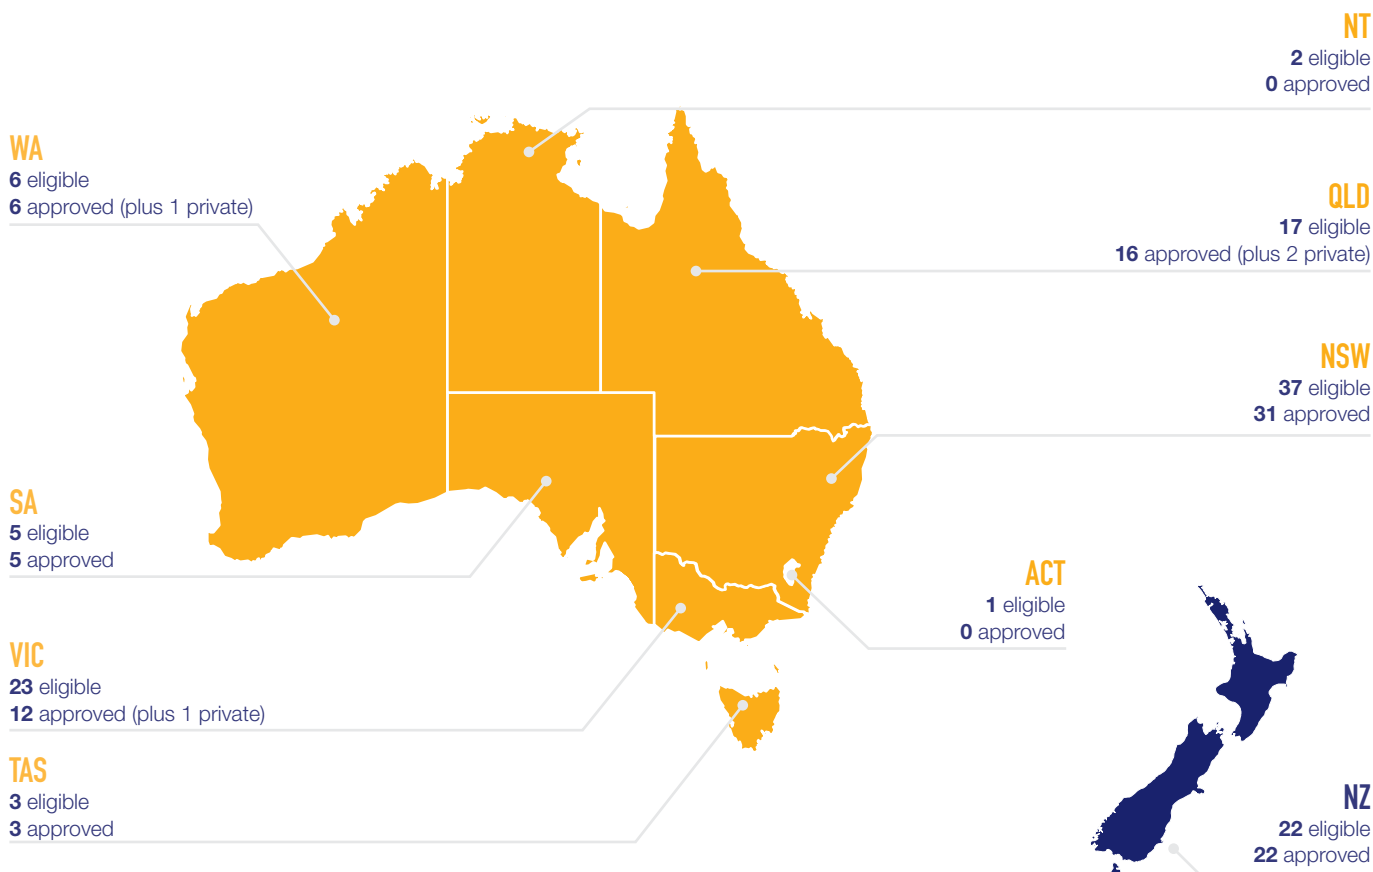 NT
2 eligible
0 approved
WA
6 eligible
6 approved (plus 1 private)
QLD
17 eligible
16 approved (plus 2 private)
NSW
37 eligible
31 approved
SA
5 eligible
5 approved
ACT
1 eligible
0 approved
VIC
23 eligible
12 approved (plus 1 private)
TAS
3 eligible
3 approved
NZ
22 eligible
22 approved